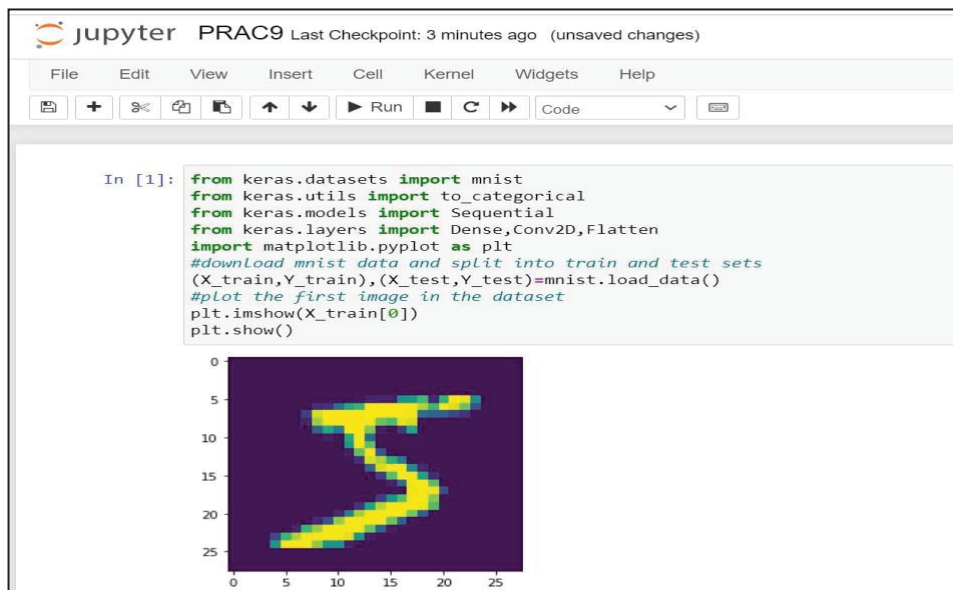 jupyter PRAC9 Last Checkpoint: 3 minutes ago (unsaved changes)
File Edit View Insert Cell Kernel Widgets Help
Run Code
In [1]: from keras.datasets import mnist
from keras.utils import to_categorical
from keras.models import Sequential
from keras.layers import Dense,Conv2D,Flatten
import matplotlib.pyplot as plt
#download mnist data and split into train and test sets
(X_train,Y_train),(X_test,Y_test)=mnist.load_data()
#plot the first image in the dataset
plt.imshow(X_train[0])
plt.show()
0
5
10
15
20
25
0 5 10 15 20 25